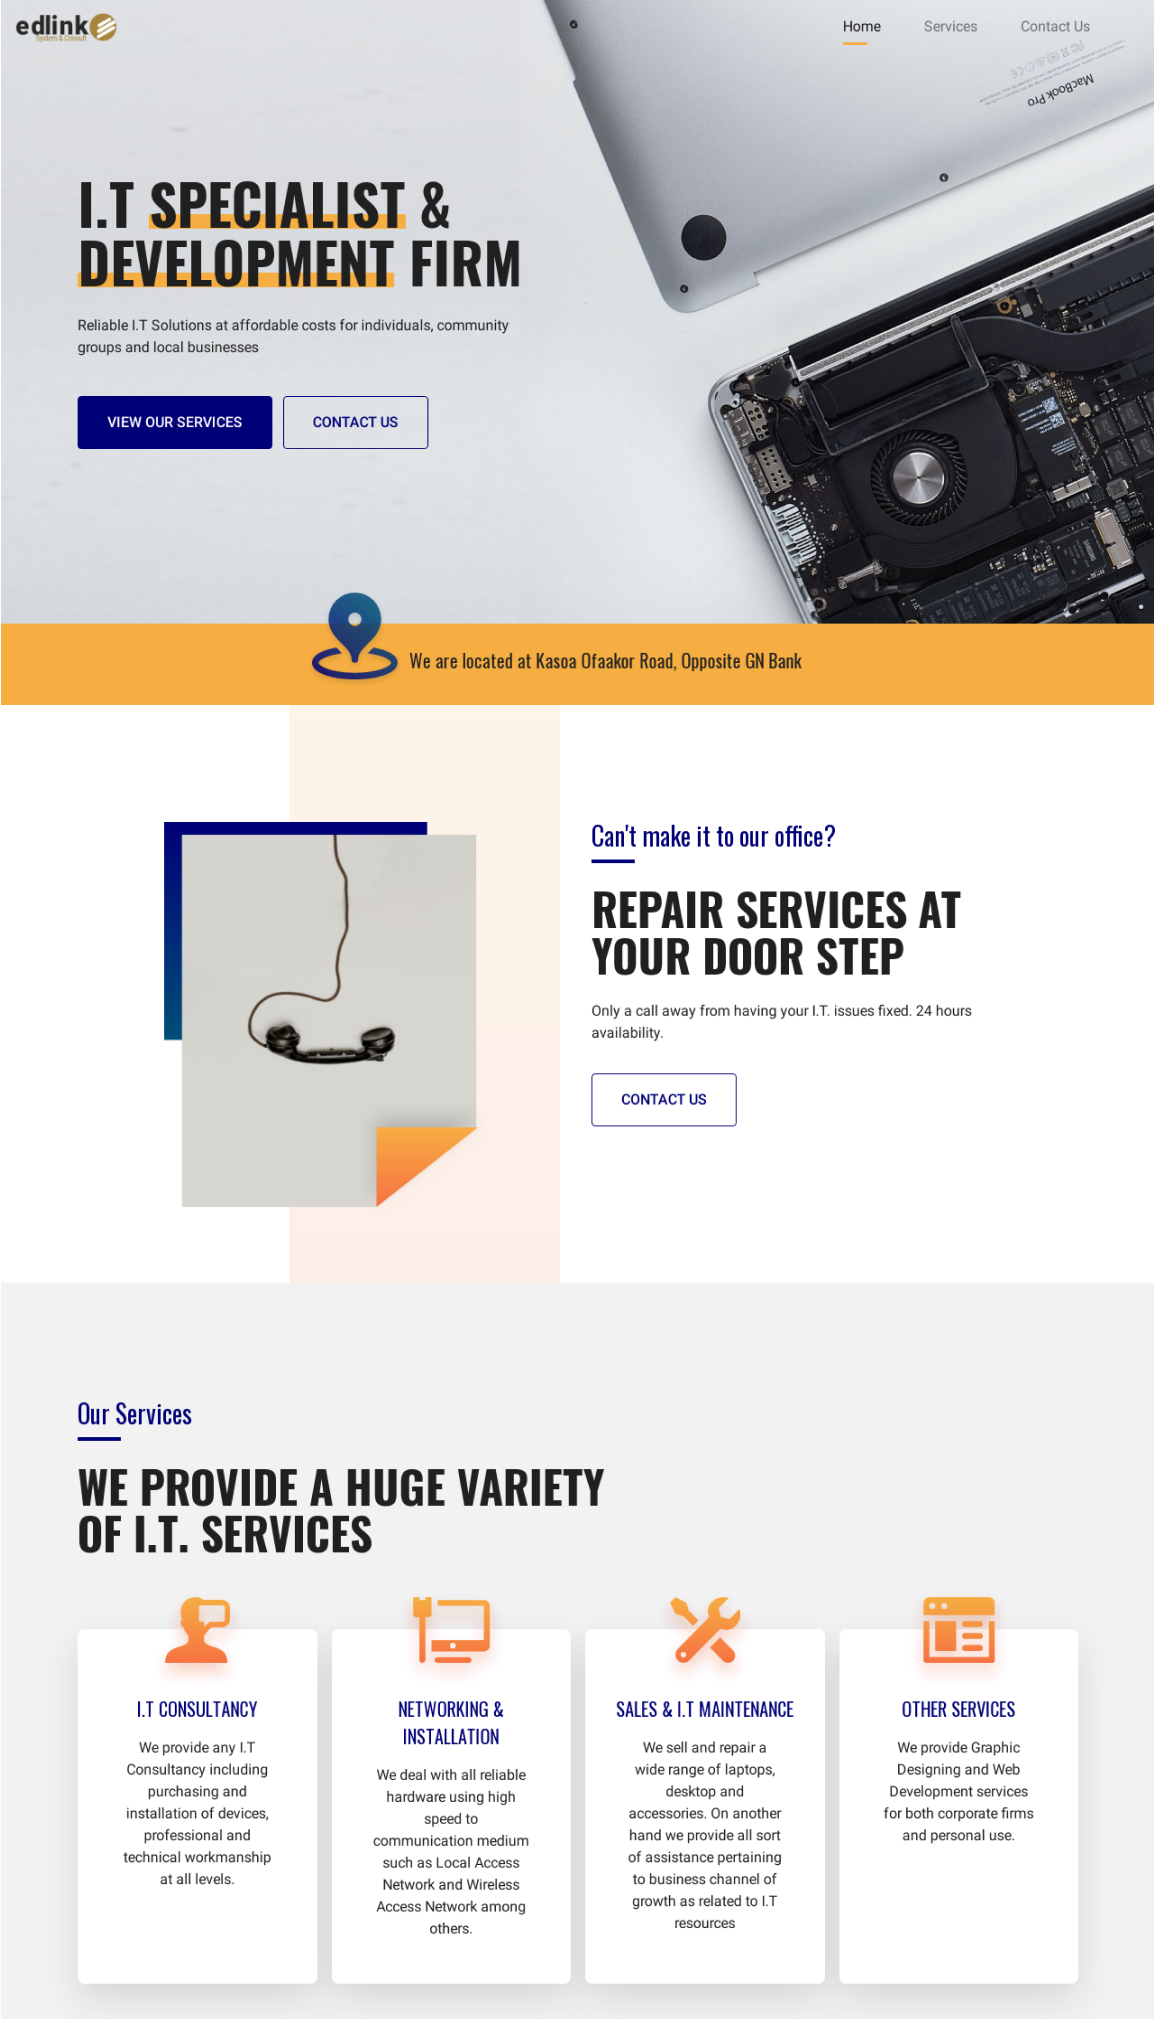 edlink
System & Consult
Home
Services
Contact Us
MacBook Pro
I.T SPECIALIST &
DEVELOPMENT FIRM
Reliable I.T Solutions at affordable costs for individuals, community
groups and local businesses
VIEW OUR SERVICES
CONTACT US
SAMSUNG
We are located at Kasoa Ofaakor Road, Opposite GN Bank
Can't make it to our office?
REPAIR SERVICES AT
YOUR DOOR STEP
Only a call away from having your I.T. issues fixed. 24 hours
availability.
CONTACT US
Our Services
WE PROVIDE A HUGE VARIETY
OF I.T. SERVICES
I.T CONSULTANCY
We provide any I.T
Consultancy including
purchasing and
installation of devices,
professional and
technical workmanship
at all levels.
NETWORKING &
INSTALLATION
We deal with all reliable
hardware using high
speed to
communication medium
such as Local Access
Network and Wireless
Access Network among
others.
SALES & I.T MAINTENANCE
We sell and repair a
wide range of laptops,
desktop and
accessories. On another
hand we provide all sort
of assistance pertaining
to business channel of
growth as related to I.T
resources
OTHER SERVICES
We provide Graphic
Designing and Web
Development services
for both corporate firms
and personal use.